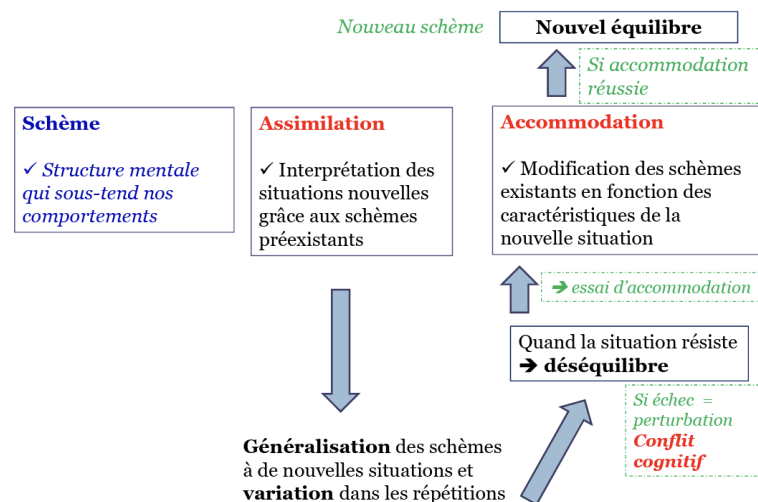 Nouveau schème
Nouvel équilibre
Si accommodation
réussie
Schème
✓ Structure mentale
qui sous-tend nos
comportements
Assimilation
✓ Interprétation des
situations nouvelles
grâce aux schèmes
préexistants
Accommodation
✓ Modification des schèmes
existants en fonction des
caractéristiques de la
nouvelle situation
➔ essai d’accommodation
Quand la situation résiste
➔ déséquilibre
Si échec =
perturbation
Conflit
cognitif
Généralisation des schèmes
à de nouvelles situations et
variation dans les répétitions